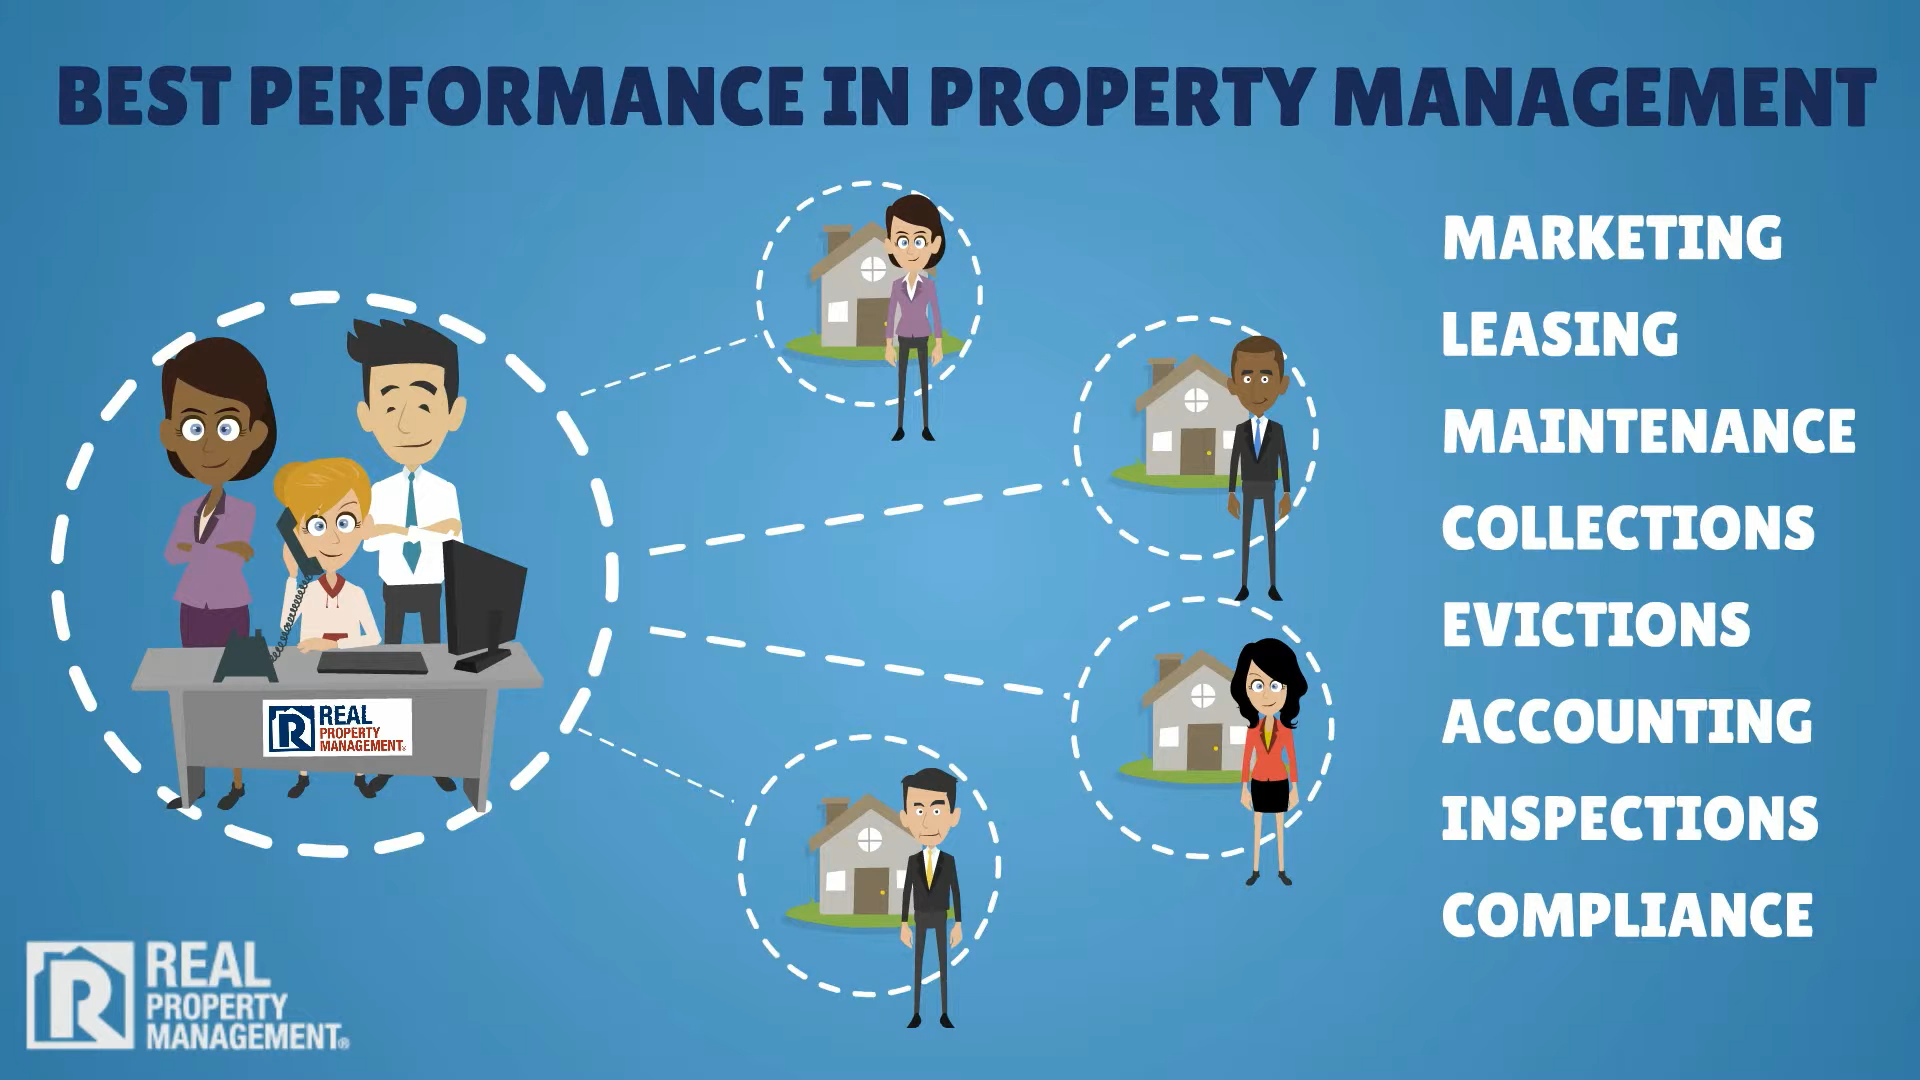 BEST PERFORMANCE IN PROPERTY MANAGEMENT
MARKETING
LEASING
MAINTENANCE
COLLECTIONS
EVICTIONS
ACCOUNTING
INSPECTIONS
COMPLIANCE
R REAL
PROPERTY
MANAGEMENT®
R REAL
PROPERTY
MANAGEMENT®